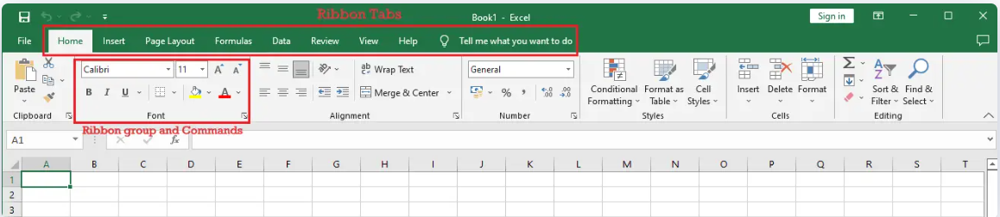 Ribbon Tabs
Book1 - Excel
Sign in
File Home Insert Page Layout Formulas Data Review View Help Tell me what you want to do
Calibri 11 A A ab c Wrap Text General Σ A Z
Paste B I U A Merge & Center % , .00 .0 Conditional Formatting Format as Table Cell Styles Insert Delete Format Sort & Filter Find & Select
Clipboard Font Alignment Number Styles Cells Editing
Ribbon group and Commands
A1 fx
A B C D E F G H I J K L M N O P Q R S T
1
2
3